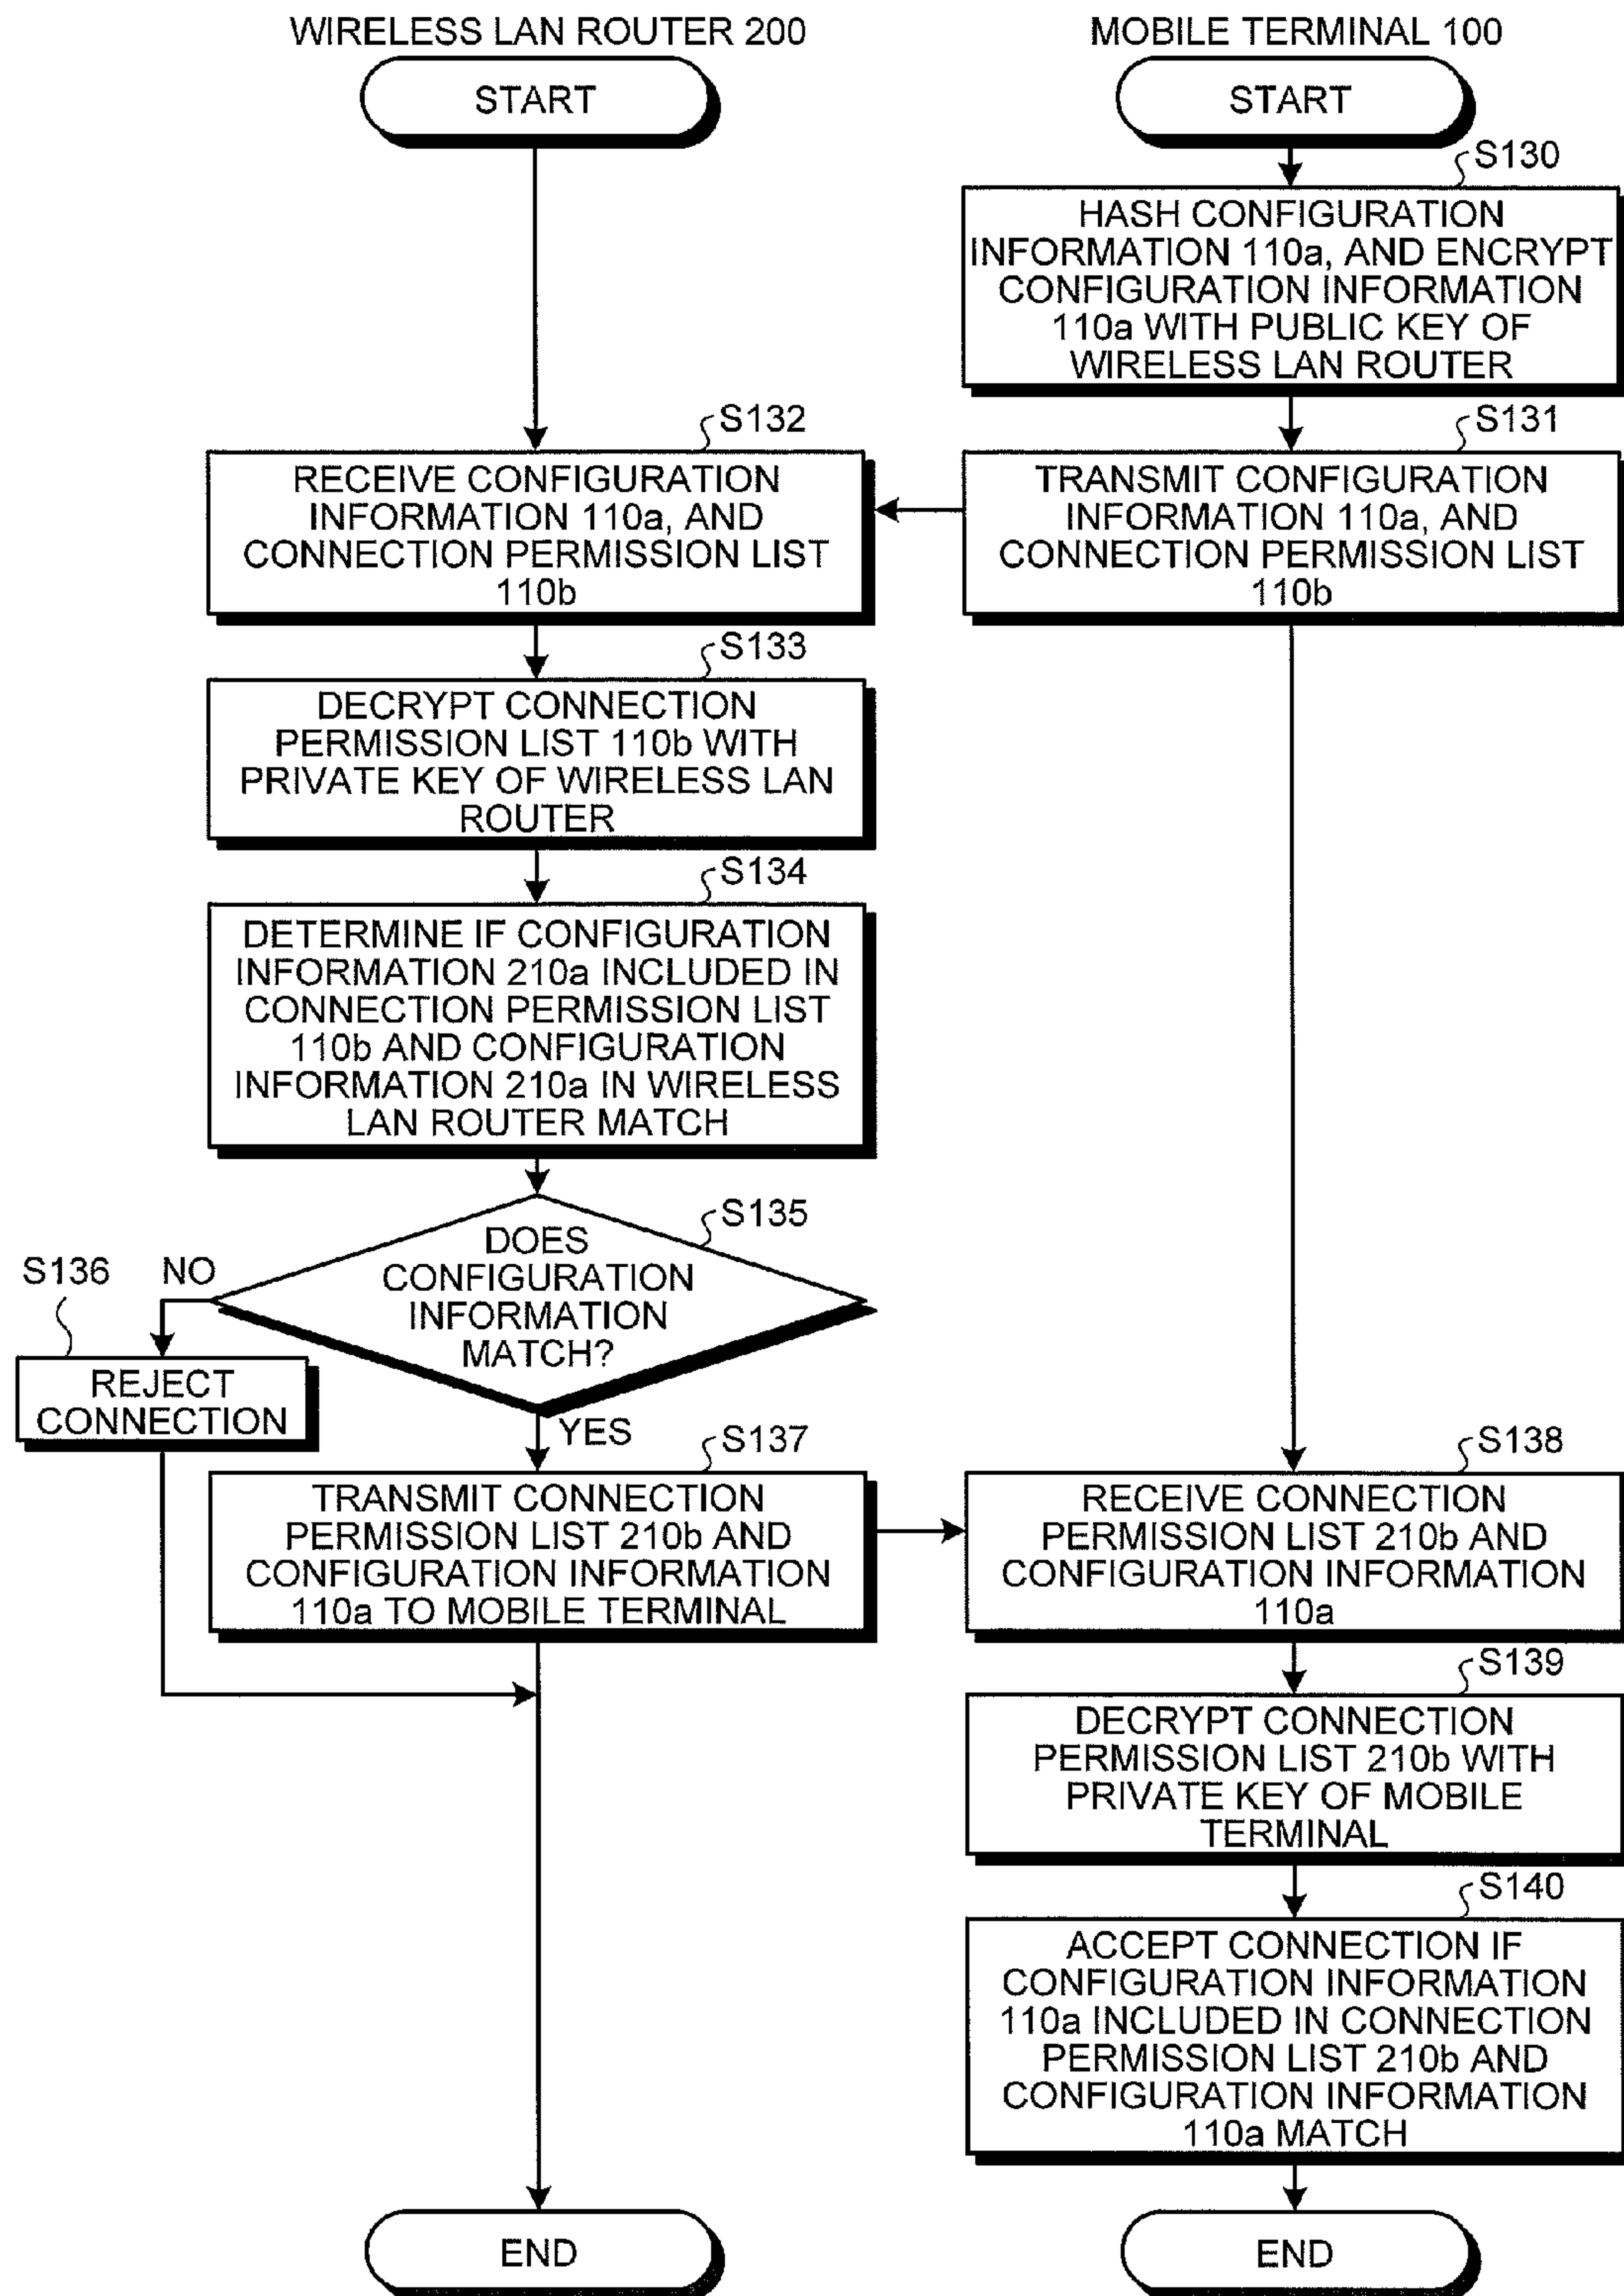 WIRELESS LAN ROUTER 200
MOBILE TERMINAL 100
START
START
S130
HASH CONFIGURATION
INFORMATION 110a, AND ENCRYPT
CONFIGURATION INFORMATION
110a WITH PUBLIC KEY OF
WIRELESS LAN ROUTER
S132
RECEIVE CONFIGURATION
INFORMATION 110a, AND
CONNECTION PERMISSION LIST
110b
S131
TRANSMIT CONFIGURATION
INFORMATION 110a, AND
CONNECTION PERMISSION LIST
110b
S133
DECRYPT CONNECTION
PERMISSION LIST 110b WITH
PRIVATE KEY OF WIRELESS LAN
ROUTER
S134
DETERMINE IF CONFIGURATION
INFORMATION 210a INCLUDED IN
CONNECTION PERMISSION LIST
110b AND CONFIGURATION
INFORMATION 210a IN WIRELESS
LAN ROUTER MATCH
S135
DOES
CONFIGURATION
INFORMATION
MATCH?
S136
NO
REJECT
CONNECTION
YES
S137
TRANSMIT CONNECTION
PERMISSION LIST 210b AND
CONFIGURATION INFORMATION
110a TO MOBILE TERMINAL
S138
RECEIVE CONNECTION
PERMISSION LIST 210b AND
CONFIGURATION INFORMATION
110a
S139
DECRYPT CONNECTION
PERMISSION LIST 210b WITH
PRIVATE KEY OF MOBILE
TERMINAL
S140
ACCEPT CONNECTION IF
CONFIGURATION INFORMATION
110a INCLUDED IN CONNECTION
PERMISSION LIST 210b AND
CONFIGURATION INFORMATION
110a MATCH
END
END